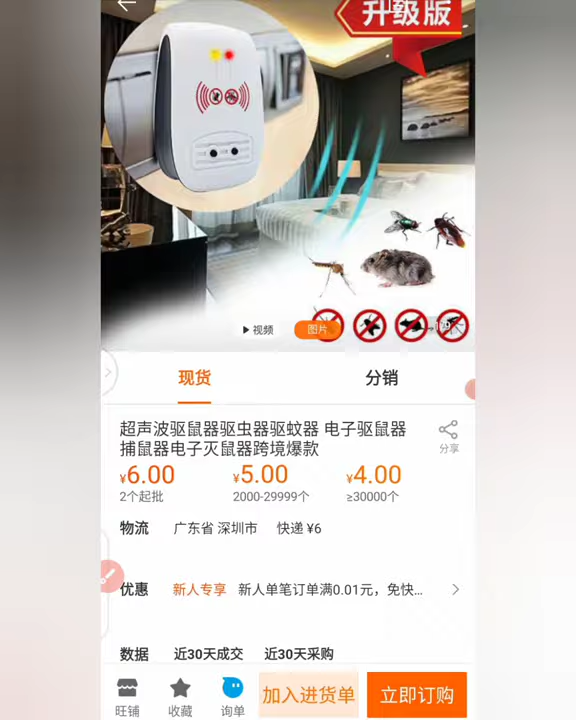 升级版
视频
图片
现货 分销
超声波驱鼠器驱虫器驱蚊器 电子驱鼠器
捕鼠器电子灭鼠器跨境爆款
分享
¥6.00 ¥5.00 ¥4.00
2个起批 2000-29999个 ≥30000个
物流 广东省 深圳市 快递 ¥6
优惠 新人专享 新人单笔订单满0.01元，免快...
数据 近30天成交 近30天采购
旺铺 收藏 询单 加入进货单 立即订购